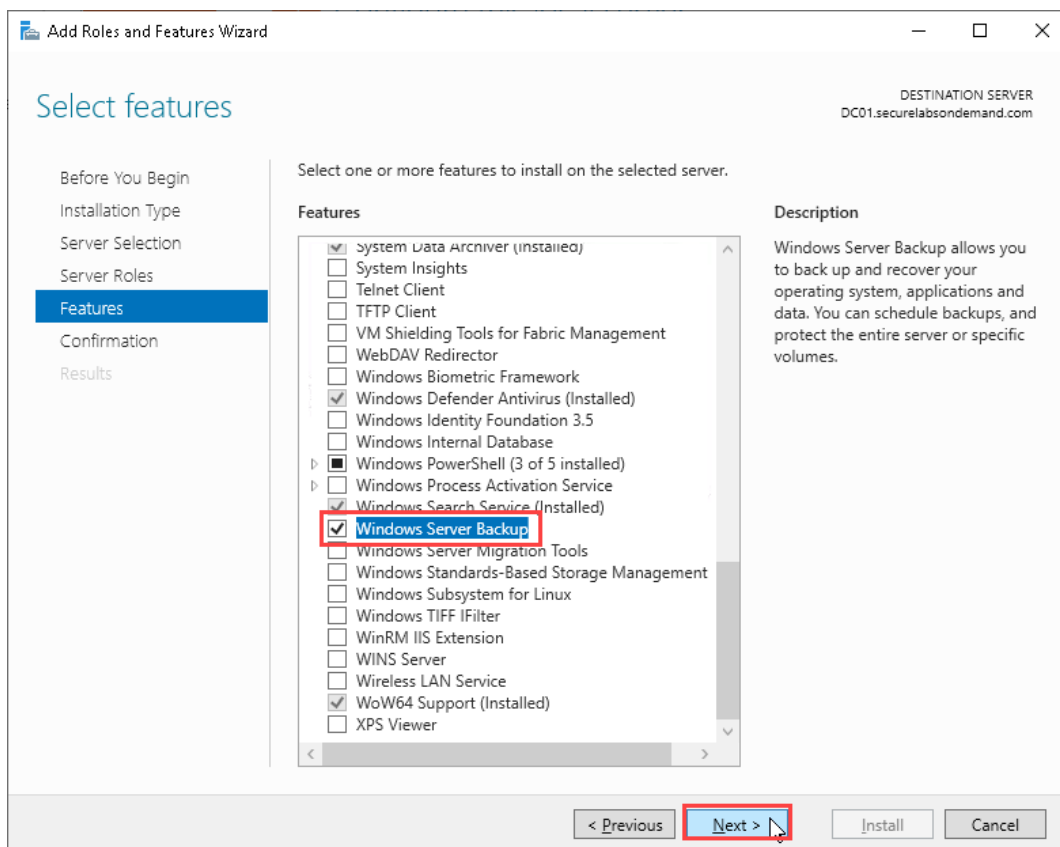 Add Roles and Features Wizard
Select features
DESTINATION SERVER
DC01.securelabsondemand.com
Before You Begin
Installation Type
Server Selection
Server Roles
Features
Confirmation
Results
Select one or more features to install on the selected server.
Features
System Data Archiver (Installed)
System Insights
Telnet Client
TFTP Client
VM Shielding Tools for Fabric Management
WebDAV Redirector
Windows Biometric Framework
Windows Defender Antivirus (Installed)
Windows Identity Foundation 3.5
Windows Internal Database
Windows PowerShell (3 of 5 installed)
Windows Process Activation Service
Windows Search Service (Installed)
Windows Server Backup
Windows Server Migration Tools
Windows Standards-Based Storage Management
Windows Subsystem for Linux
Windows TIFF IFilter
WinRM IIS Extension
WINS Server
Wireless LAN Service
WoW64 Support (Installed)
XPS Viewer
Description
Windows Server Backup allows you
to back up and recover your
operating system, applications and
data. You can schedule backups, and
protect the entire server or specific
volumes.
< Previous
Next >
Install
Cancel